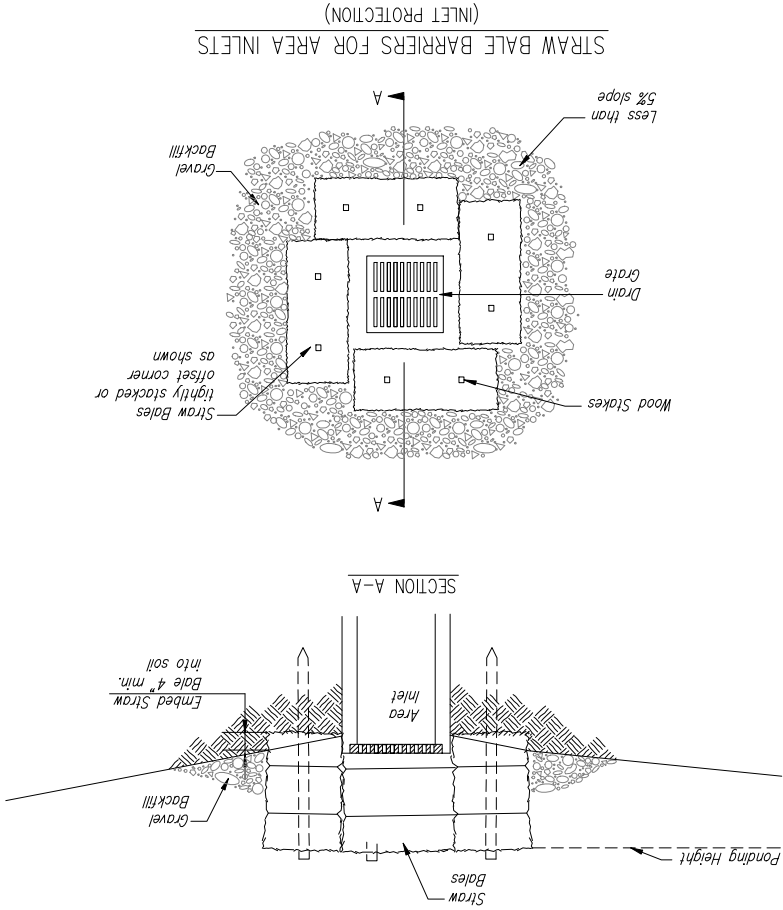 Ponding Height
Straw
Bales
Gravel
Backfill
Area
Inlet
Embed Straw
Bale 4" min.
into soil
SECTION A-A
A
Wood Stakes
Straw Bales
tightly stacked or
offset corner
as shown
Drain
Grate
Gravel
Backfill
Less than
5% slope
A
STRAW BALE BARRIERS FOR AREA INLETS
(INLET PROTECTION)